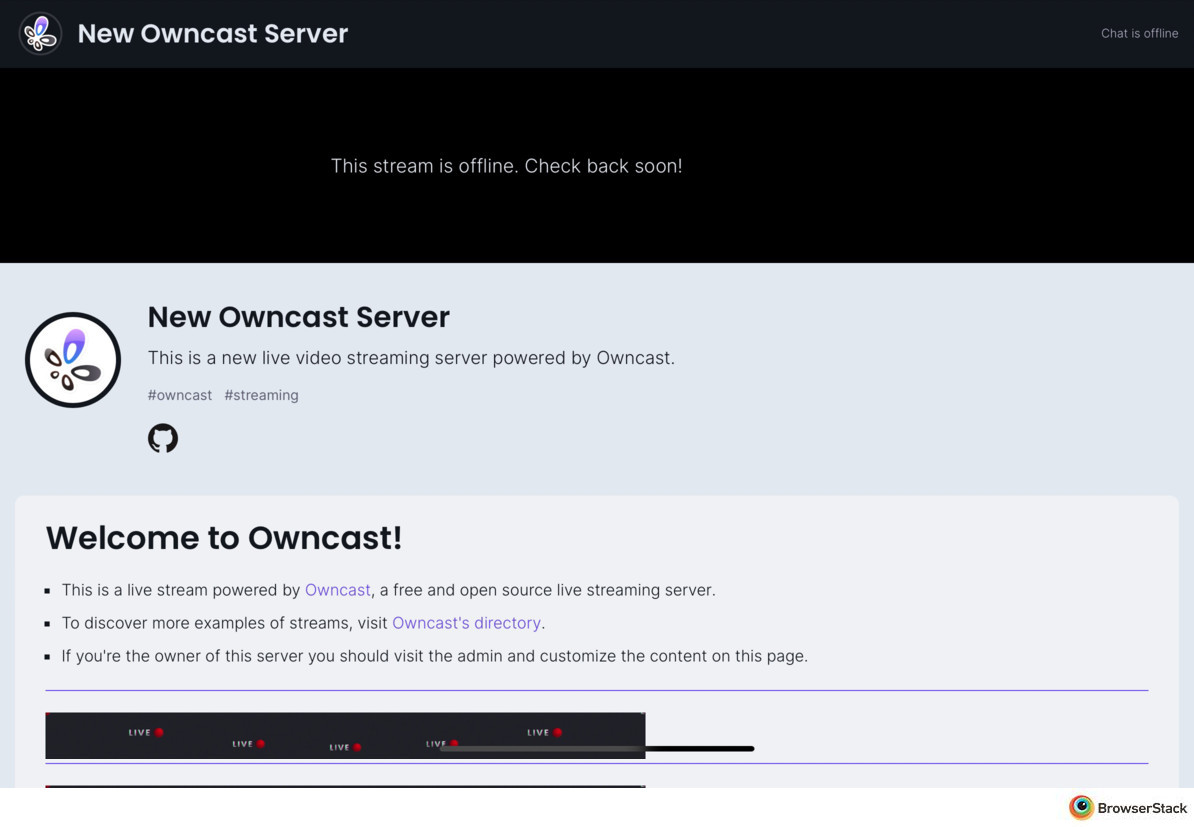 New Owncast Server
Chat is offline
This stream is offline. Check back soon!
New Owncast Server
This is a new live video streaming server powered by Owncast.
#owncast #streaming
Welcome to Owncast!
This is a live stream powered by Owncast, a free and open source live streaming server.
To discover more examples of streams, visit Owncast's directory.
If you're the owner of this server you should visit the admin and customize the content on this page.
LIVE LIVE LIVE LIVE LIVE
BrowserStack